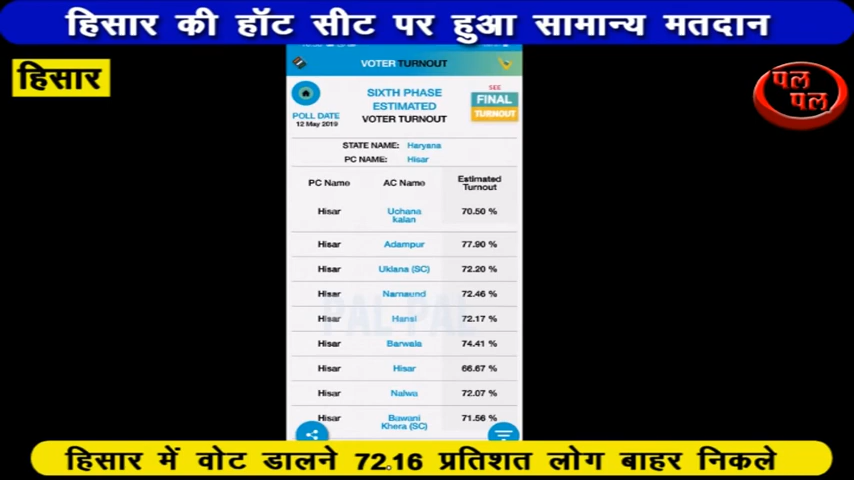 हिसार की हॉट सीट पर हुआ सामान्य मतदान
हिसार
पल
पल
VOTER TURNOUT
SIXTH PHASE
ESTIMATED
VOTER TURNOUT
POLL DATE
12 May 2019
SEE
FINAL
TURNOUT
STATE NAME: Haryana
PC NAME: Hisar
PC Name AC Name Estimated Turnout
Hisar Uchana kalan 70.50 %
Hisar Adampur 77.90 %
Hisar Uklana (SC) 72.20 %
Hisar Narnaund 72.46 %
Hisar Hansi 72.17 %
Hisar Barwala 74.41 %
Hisar Hisar 66.67 %
Hisar Nalwa 72.07 %
Hisar Bawani Khera (SC) 71.56 %
PAL PAL
हिसार में वोट डालने 72.16 प्रतिशत लोग बाहर निकले